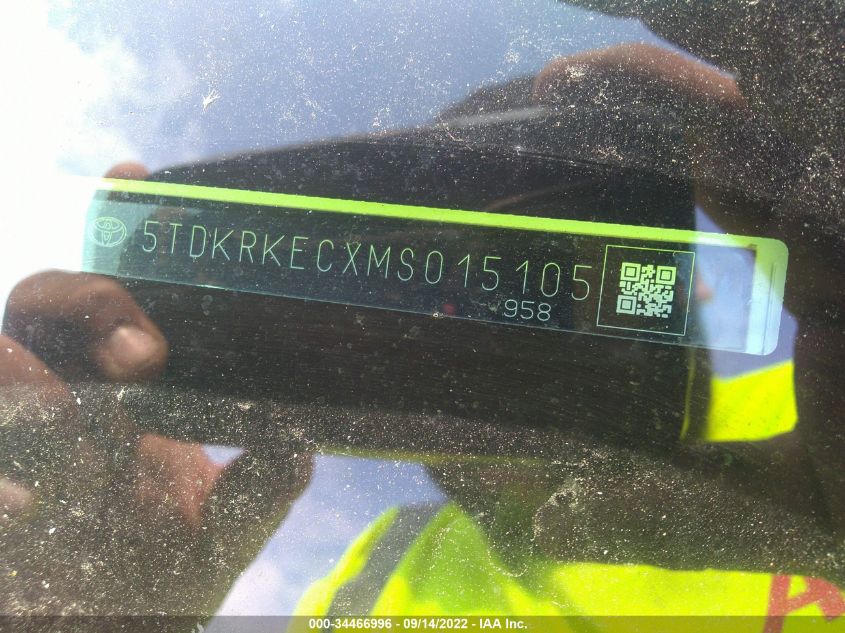 5TDKRKECXMS015105
958
000-34466996 - 09/14/2022 - IAA Inc.